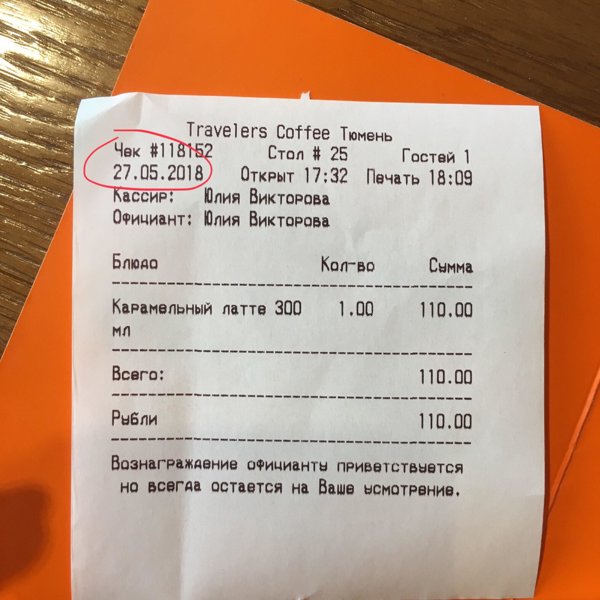 Travelers Coffee Тюмень
Чек #118152 Стол # 25 Гостей 1
27.05.2018 Открыт 17:32 Печать 18:09
Кассир: Юлия Викторова
Официант: Юлия Викторова
Блюдо Кол-во Сумма
Карамельный латте 300 1.00 110.00
мл
Всего: 110.00
Рубли 110.00
Вознаграждение официанту приветствуется
но всегда остается на Ваше усмотрение.